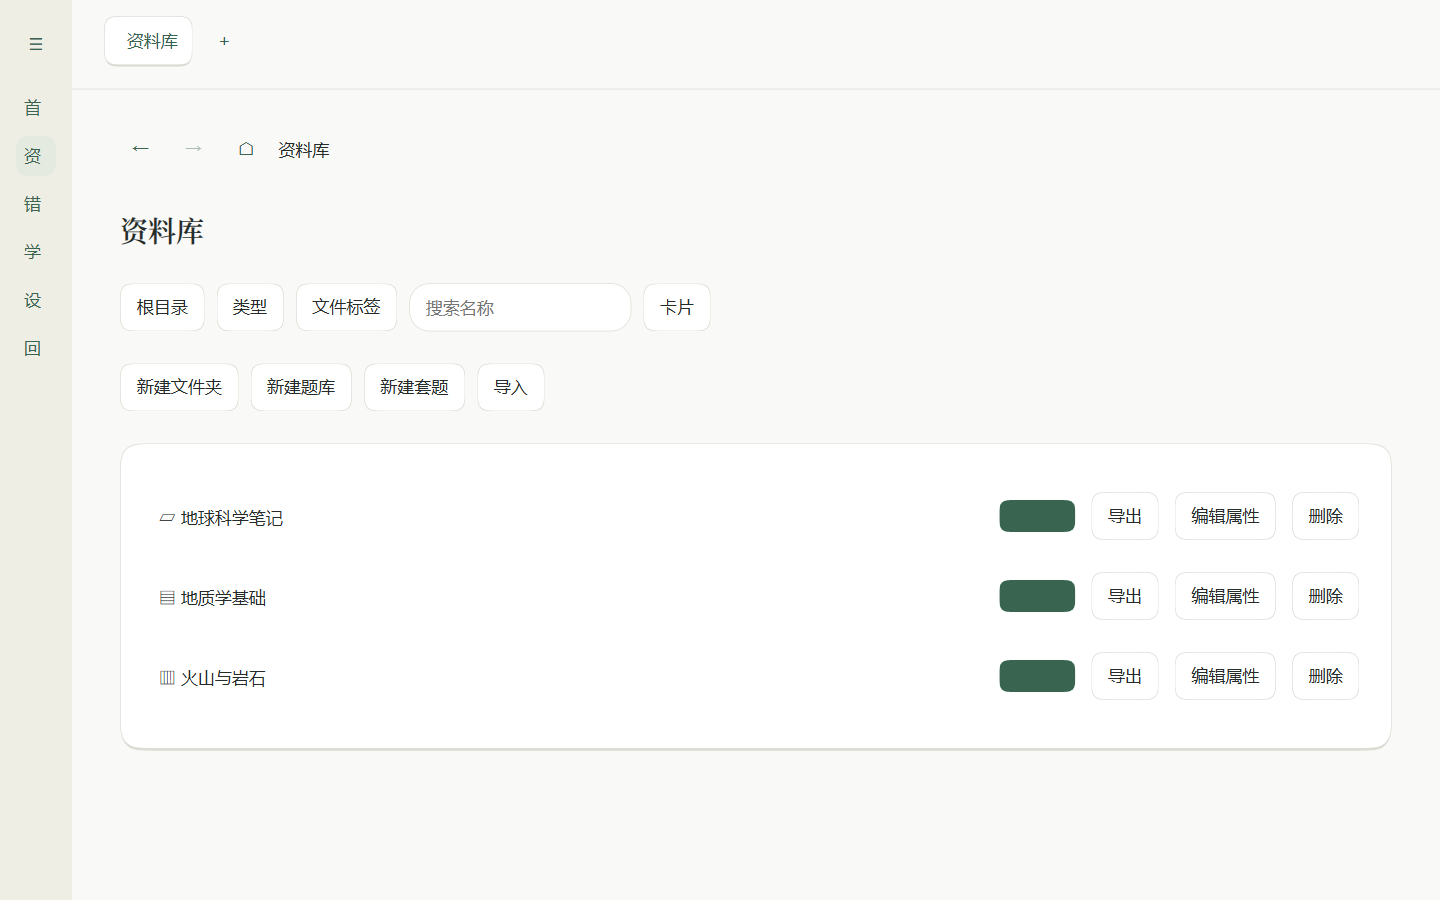 ☰
首
资
错
学
设
回
资料库 +
← → 资料库
资料库
根目录 类型 文件标签 搜索名称 卡片
新建文件夹 新建题库 新建套题 导入
地球科学笔记 导出 编辑属性 删除
地质学基础 导出 编辑属性 删除
火山与岩石 导出 编辑属性 删除